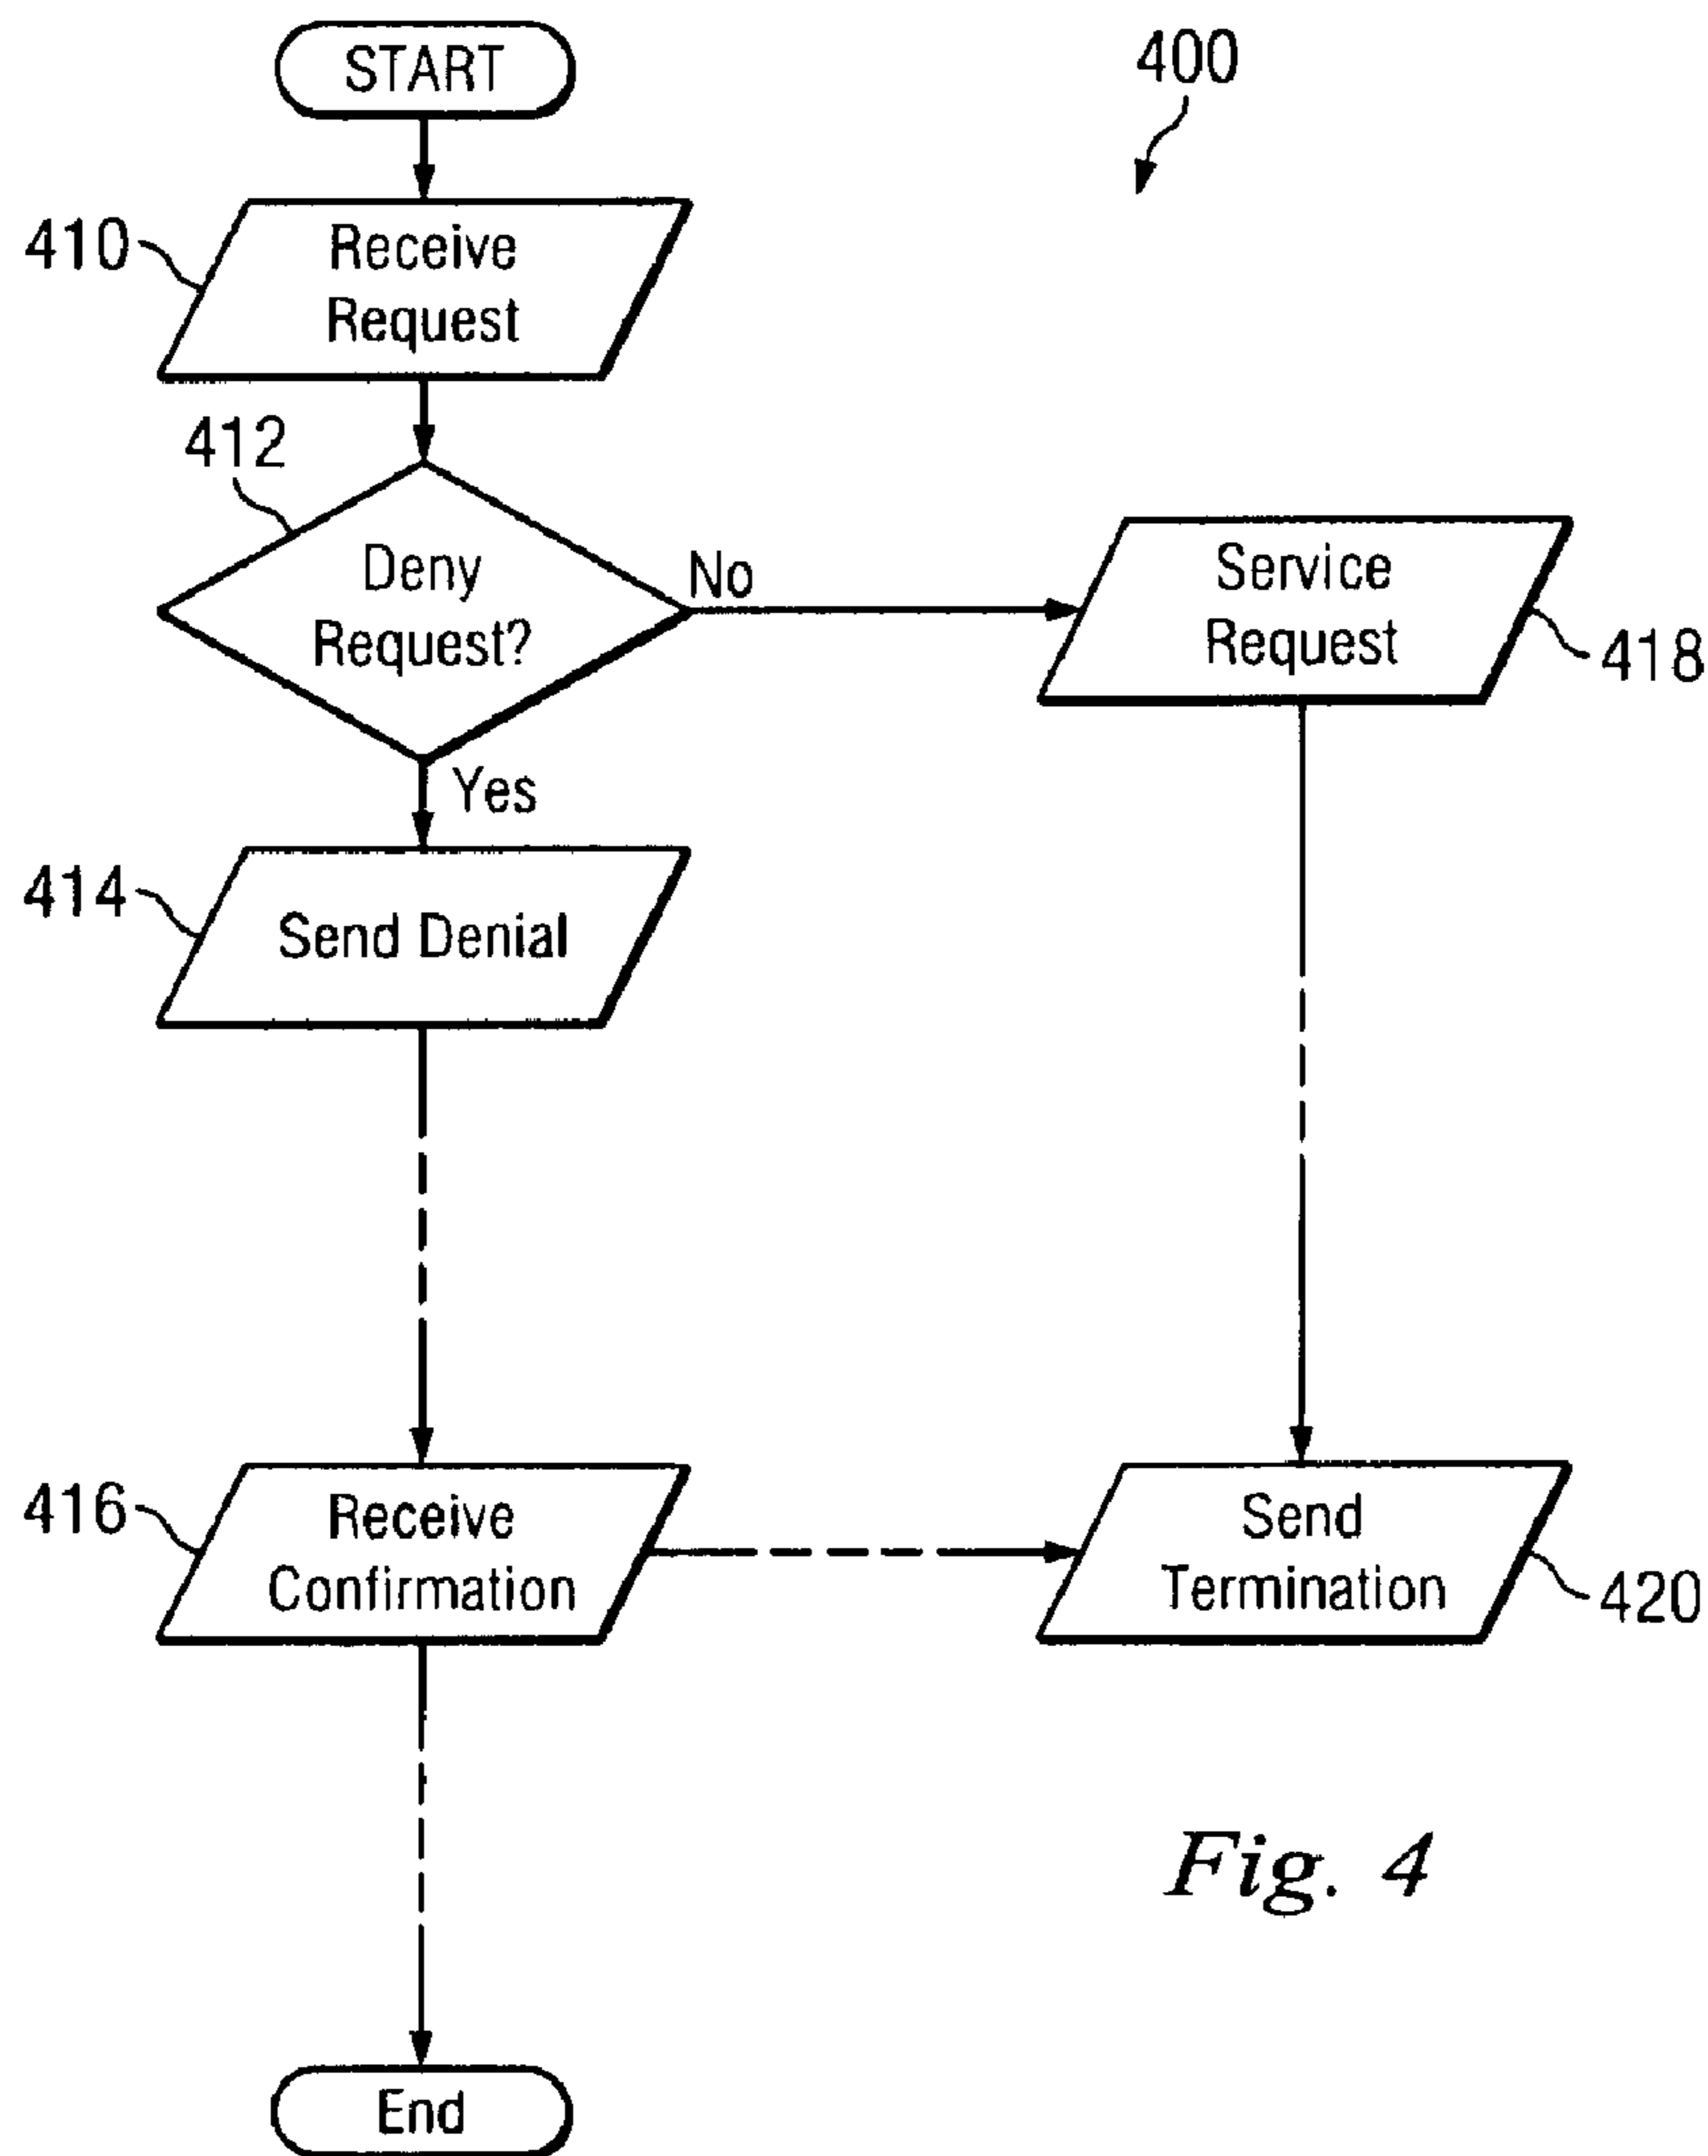 START
400
410
Receive
Request
412
Deny
Request?
No
Service
Request
418
Yes
414
Send Denial
416
Receive
Confirmation
Send
Termination
420
Fig. 4
End